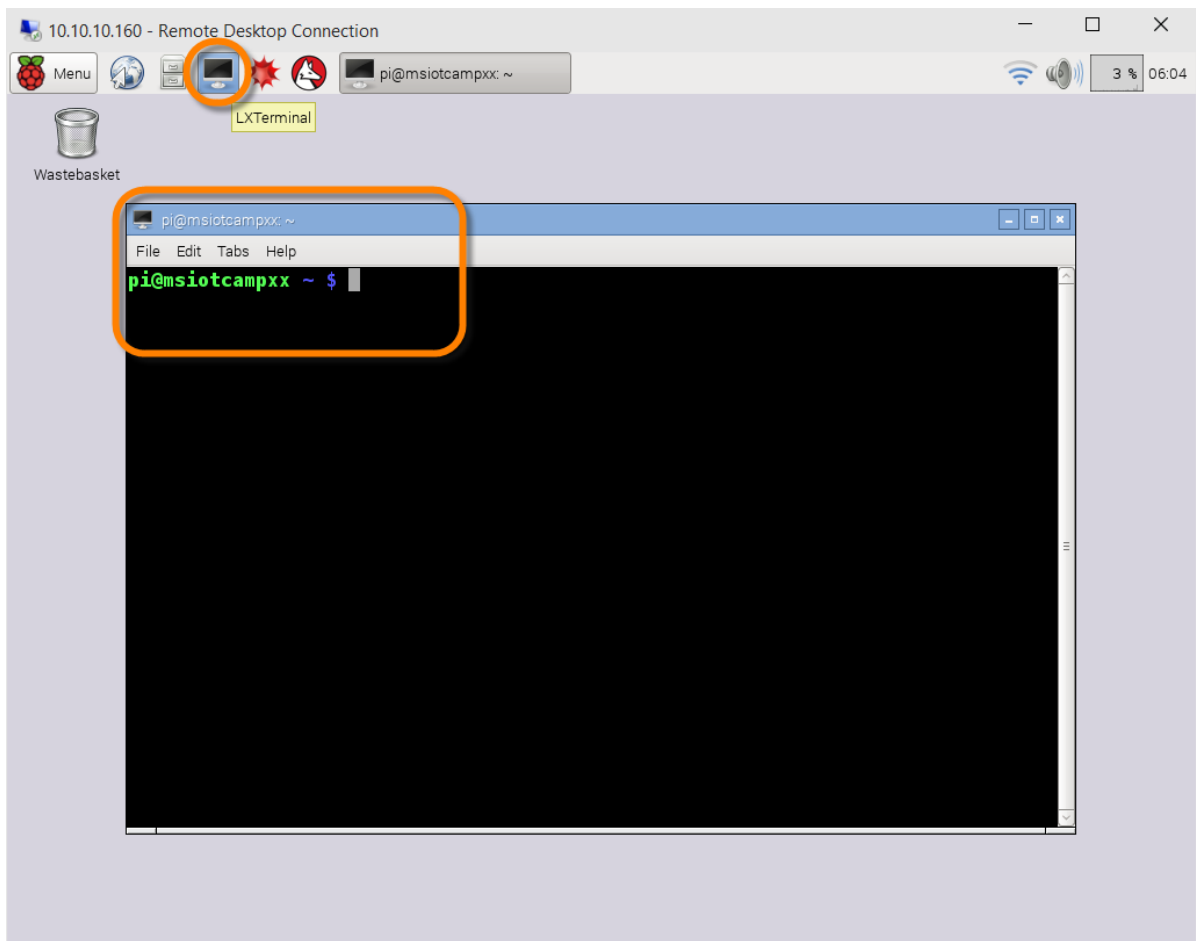 10.10.10.160 - Remote Desktop Connection
Menu pi@msiotcampxx: ~ 3 % 06:04
LXTerminal
Wastebasket
pi@msiotcampxx: ~
File Edit Tabs Help
pi@msiotcampxx ~ $